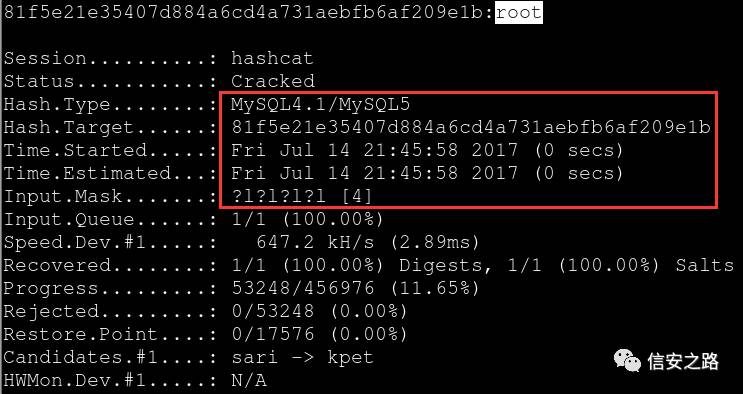 81f5e21e35407d884a6cd4a731aebfb6af209e1b:root
Session..........: hashcat
Status...........: Cracked
Hash.Type........: MySQL4.1/MySQL5
Hash.Target......: 81f5e21e35407d884a6cd4a731aebfb6af209e1b
Time.Started.....: Fri Jul 14 21:45:58 2017 (0 secs)
Time.Estimated...: Fri Jul 14 21:45:58 2017 (0 secs)
Input.Mask.......: ?l?l?l?l [4]
Input.Queue......: 1/1 (100.00%)
Speed.Dev.#1.....:   647.2 kH/s (2.89ms)
Recovered........: 1/1 (100.00%) Digests, 1/1 (100.00%) Salts
Progress.........: 53248/456976 (11.65%)
Rejected.........: 0/53248 (0.00%)
Restore.Point....: 0/17576 (0.00%)
Candidates.#1....: sari -> kpet
HWMon.Dev.#1.....: N/A
信安之路